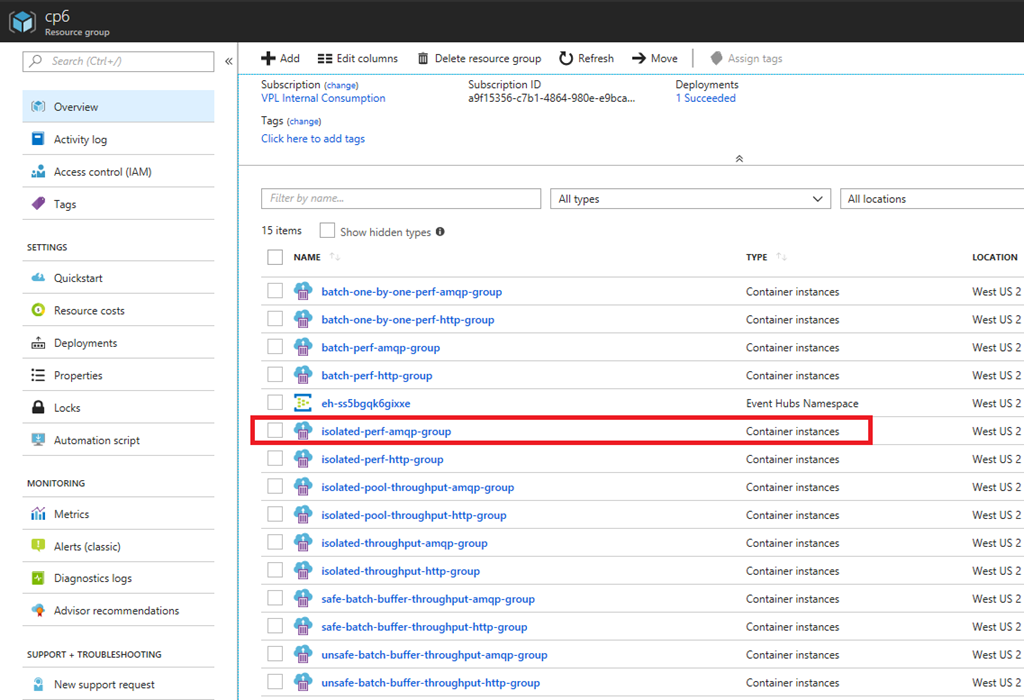 cp6
Resource group
Search (Ctrl+/)
Overview
Activity log
Access control (IAM)
Tags
SETTINGS
Quickstart
Resource costs
Deployments
Properties
Locks
Automation script
MONITORING
Metrics
Alerts (classic)
Diagnostics logs
Advisor recommendations
SUPPORT + TROUBLESHOOTING
New support request
Add Edit columns Delete resource group Refresh Move Assign tags
Subscription (change) Subscription ID Deployments
VPL Internal Consumption a9f15356-c7b1-4864-980e-e9bca... 1 Succeeded
Tags (change)
Click here to add tags
Filter by name... All types All locations
15 items Show hidden types
NAME TYPE LOCATION
batch-one-by-one-perf-amqp-group Container instances West US 2
batch-one-by-one-perf-http-group Container instances West US 2
batch-perf-amqp-group Container instances West US 2
batch-perf-http-group Container instances West US 2
eh-ss5bgqk6gixxe Event Hubs Namespace West US 2
isolated-perf-amqp-group Container instances West US 2
isolated-perf-http-group Container instances West US 2
isolated-pool-throughput-amqp-group Container instances West US 2
isolated-pool-throughput-http-group Container instances West US 2
isolated-throughput-amqp-group Container instances West US 2
isolated-throughput-http-group Container instances West US 2
safe-batch-buffer-throughput-amqp-group Container instances West US 2
safe-batch-buffer-throughput-http-group Container instances West US 2
unsafe-batch-buffer-throughput-amqp-group Container instances West US 2
unsafe-batch-buffer-throughput-http-group Container instances West US 2